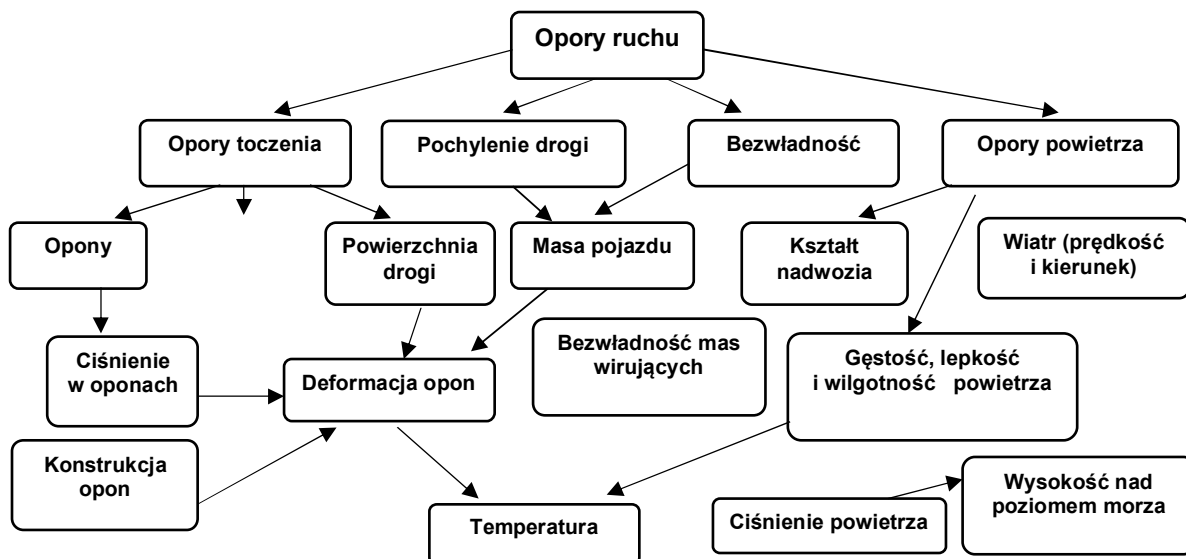 Opory ruchu
Opory toczenia
Pochylenie drogi
Bezwładność
Opory powietrza
Opony
Powierzchnia
drogi
Masa pojazdu
Kształt
nadwozia
Wiatr (prędkość
i kierunek)
Ciśnienie
w oponach
Deformacja opon
Bezwładność mas
wirujących
Gęstość, lepkość
i wilgotność powietrza
Konstrukcja
opon
Temperatura
Ciśnienie powietrza
Wysokość nad
poziomem morza